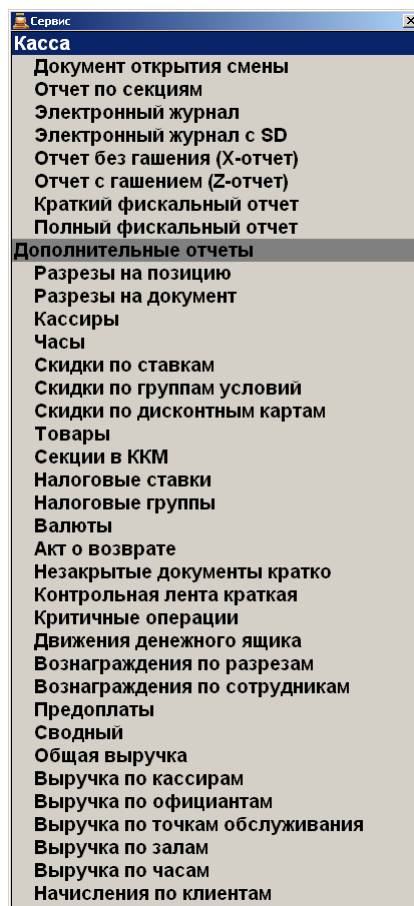 Сервис
Касса
Документ открытия смены
Отчет по секциям
Электронный журнал
Электронный журнал с SD
Отчет без гашения (X-отчет)
Отчет с гашением (Z-отчет)
Краткий фискальный отчет
Полный фискальный отчет
Дополнительные отчеты
Разрезы на позицию
Разрезы на документ
Кассиры
Часы
Скидки по ставкам
Скидки по группам условий
Скидки по дисконтным картам
Товары
Секции в ККМ
Налоговые ставки
Налоговые группы
Валюты
Акт о возврате
Незакрытые документы кратко
Контрольная лента краткая
Критичные операции
Движения денежного ящика
Вознаграждения по разрезам
Вознаграждения по сотрудникам
Предоплаты
Сводный
Общая выручка
Выручка по кассирам
Выручка по официантам
Выручка по точкам обслуживания
Выручка по залам
Выручка по часам
Начисления по клиентам